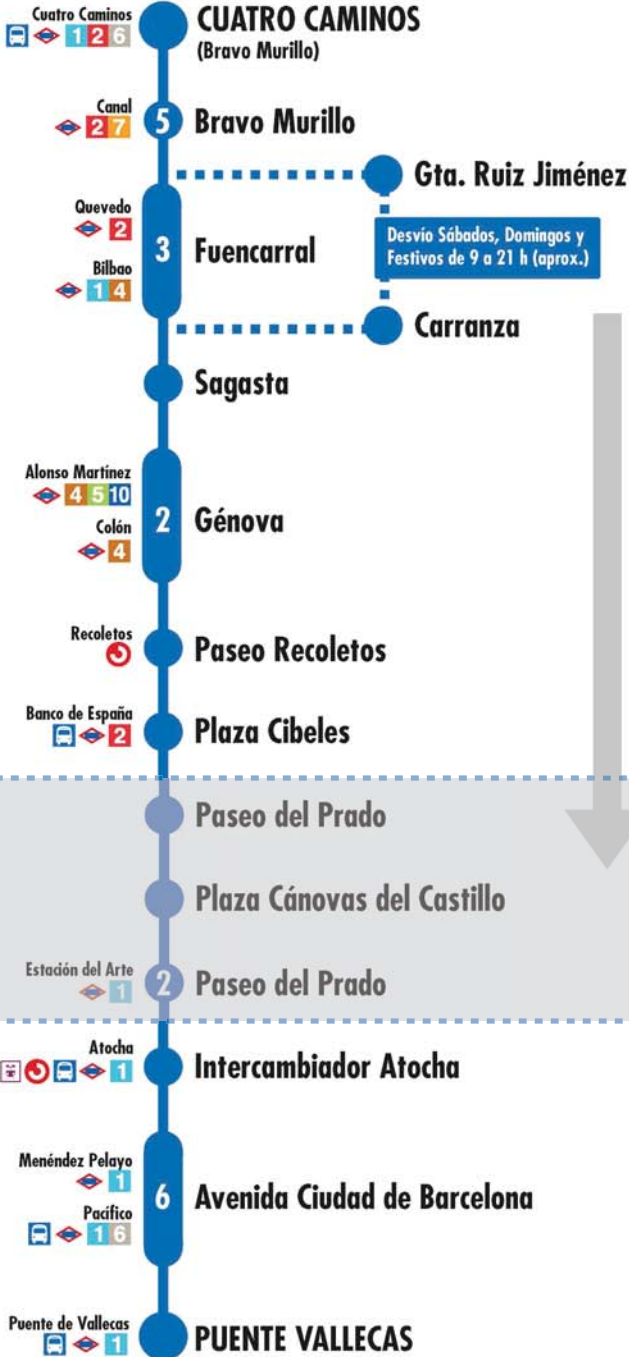 Cuatro Caminos
1 2 6
CUATRO CAMINOS
(Bravo Murillo)
Canal
2 7
5
Bravo Murillo
Gta. Ruiz Jiménez
Quevedo
2
Bilbao
1 4
3
Fuencarral
Desvío Sábados, Domingos y
Festivos de 9 a 21 h (aprox.)
Carranza
Sagasta
Alonso Martínez
4 5 10
Colón
4
2
Génova
Recoletos
Paseo Recoletos
Banco de España
2
Plaza Cibeles
Paseo del Prado
Plaza Cánovas del Castillo
Estación del Arte
1
2
Paseo del Prado
Atocha
1
Intercambiador Atocha
Menéndez Pelayo
1
Pacífico
1 6
6
Avenida Ciudad de Barcelona
Puente de Vallecas
1
PUENTE VALLECAS